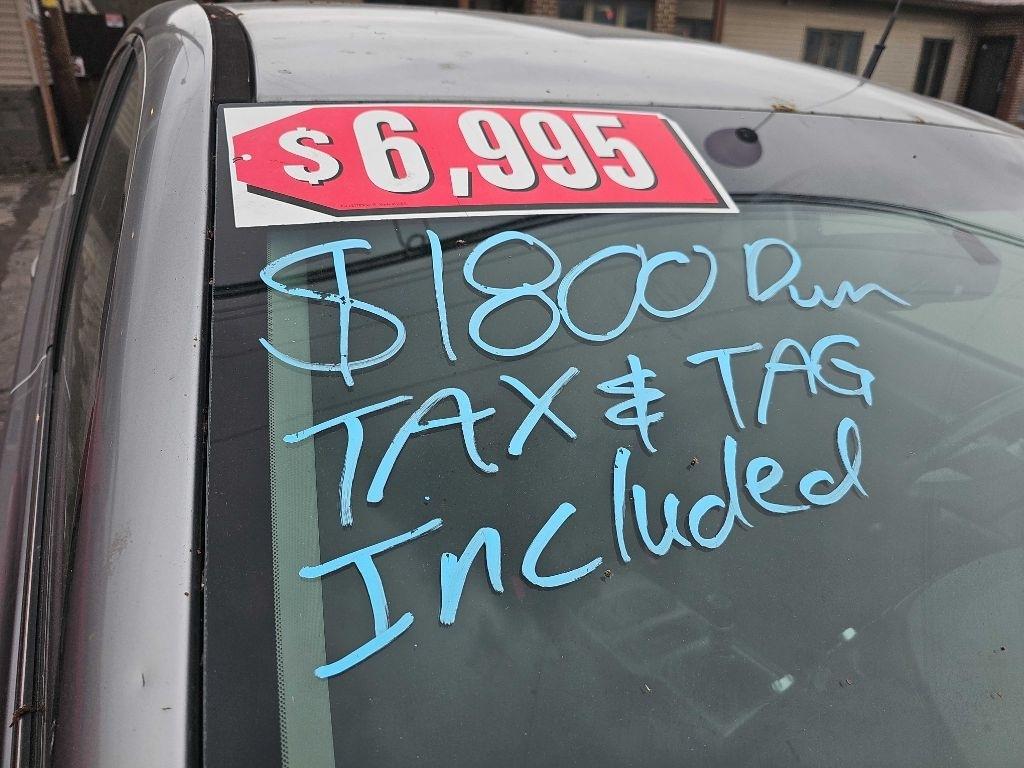 $6,995
$1800 Dwn
TAX & TAG
Included